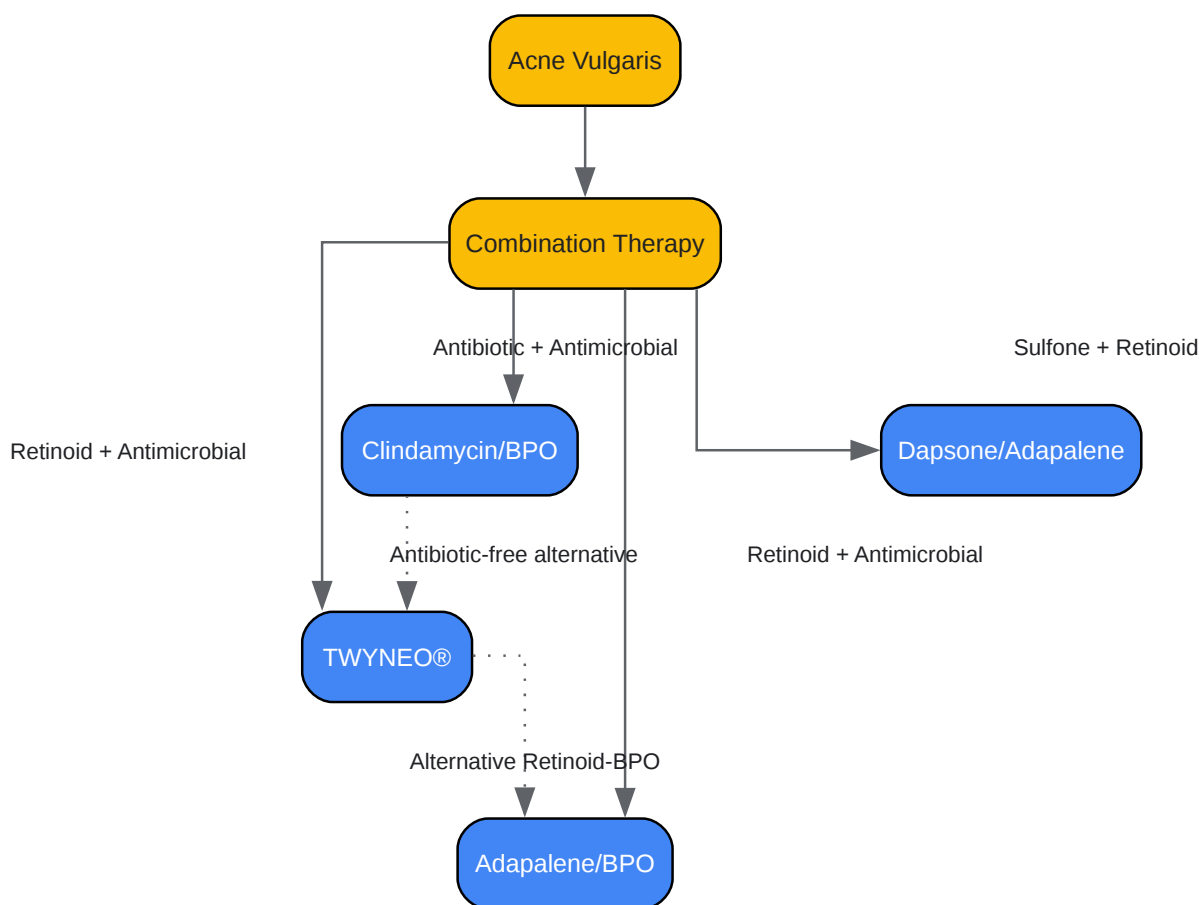 Acne Vulgaris
Combination Therapy
Antibiotic + Antimicrobial
Sulfone + Retinoid
Retinoid + Antimicrobial
Clindamycin/BPO
Dapsone/Adapalene
Antibiotic-free alternative
Retinoid + Antimicrobial
TWYNEO®
Alternative Retinoid-BPO
Adapalene/BPO